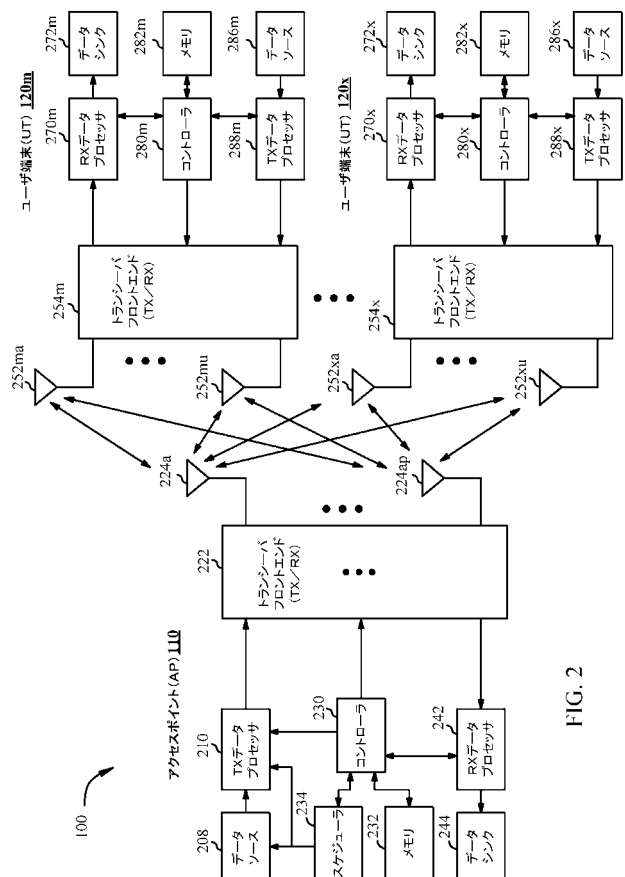 100
アクセスポイント(AP) 110
208
データ
ソース
210
TXデータ
プロセッサ
234
スケジューラ
230
コントローラ
232
メモリ
244
データ
シンク
242
RXデータ
プロセッサ
222
トランシーバ
フロントエンド
(TX/RX)
224a
224ap
252ma
252mu
252xa
252xu
ユーザ端末(UT) 120m
254m
トランシーバ
フロントエンド
(TX/RX)
270m
RXデータ
プロセッサ
272m
データ
シンク
280m
コントローラ
282m
メモリ
288m
TXデータ
プロセッサ
286m
データ
ソース
ユーザ端末(UT) 120x
254x
トランシーバ
フロントエンド
(TX/RX)
270x
RXデータ
プロセッサ
272x
データ
シンク
280x
コントローラ
282x
メモリ
288x
TXデータ
プロセッサ
286x
データ
ソース
FIG. 2